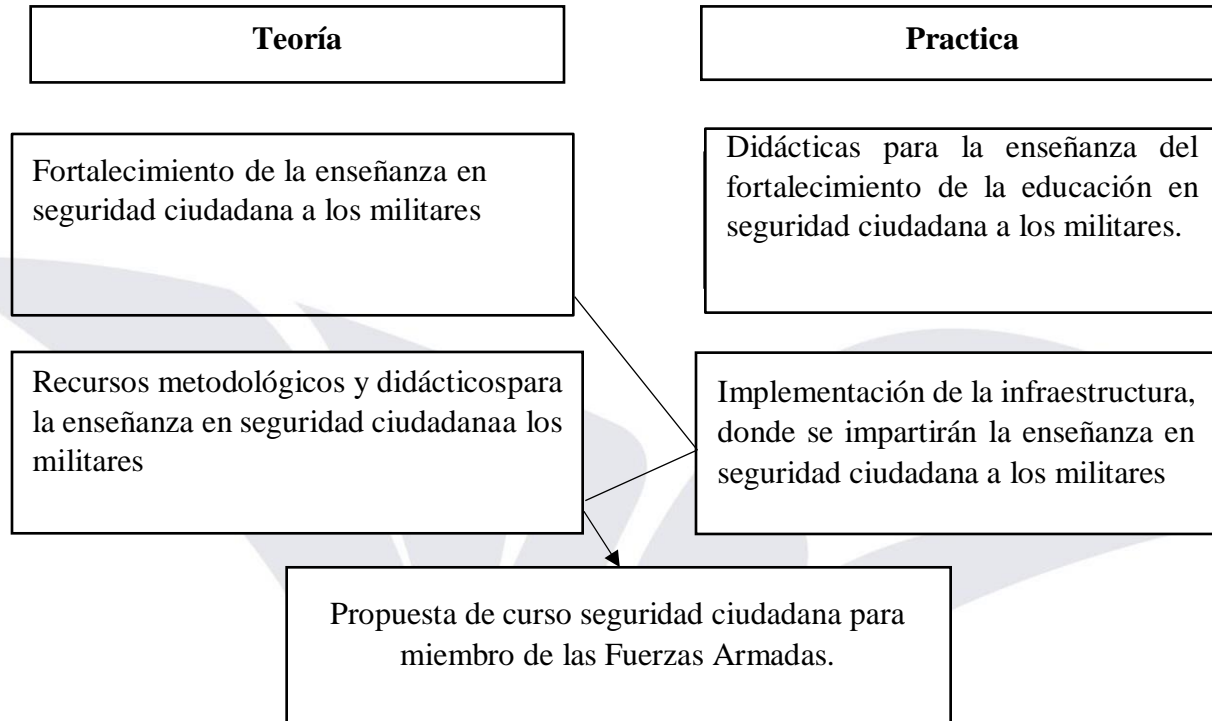 Teoría
Practica
Fortalecimiento de la enseñanza en
seguridad ciudadana a los militares
Didácticas para la enseñanza del
fortalecimiento de la educación en
seguridad ciudadana a los militares.
Recursos metodológicos y didácticospara
la enseñanza en seguridad ciudadanaa los
militares
Implementación de la infraestructura,
donde se impartirán la enseñanza en
seguridad ciudadana a los militares
Propuesta de curso seguridad ciudadana para
miembro de las Fuerzas Armadas.